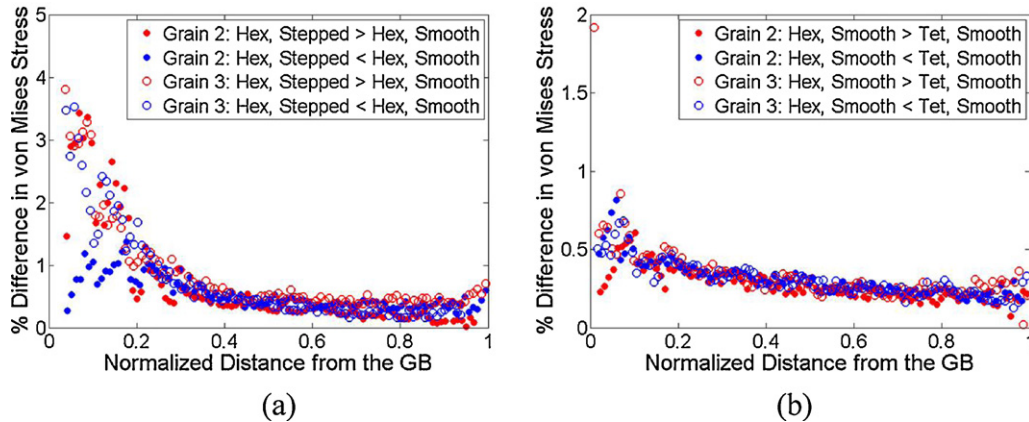 % Difference in von Mises Stress
5
4
3
2
1
0
Grain 2: Hex, Stepped > Hex, Smooth
Grain 2: Hex, Stepped < Hex, Smooth
Grain 3: Hex, Stepped > Hex, Smooth
Grain 3: Hex, Stepped < Hex, Smooth
0 0.2 0.4 0.6 0.8 1
Normalized Distance from the GB
(a)
% Difference in von Mises Stress
2
1.5
1
0.5
0
Grain 2: Hex, Smooth > Tet, Smooth
Grain 2: Hex, Smooth < Tet, Smooth
Grain 3: Hex, Smooth > Tet, Smooth
Grain 3: Hex, Smooth < Tet, Smooth
0 0.2 0.4 0.6 0.8 1
Normalized Distance from the GB
(b)